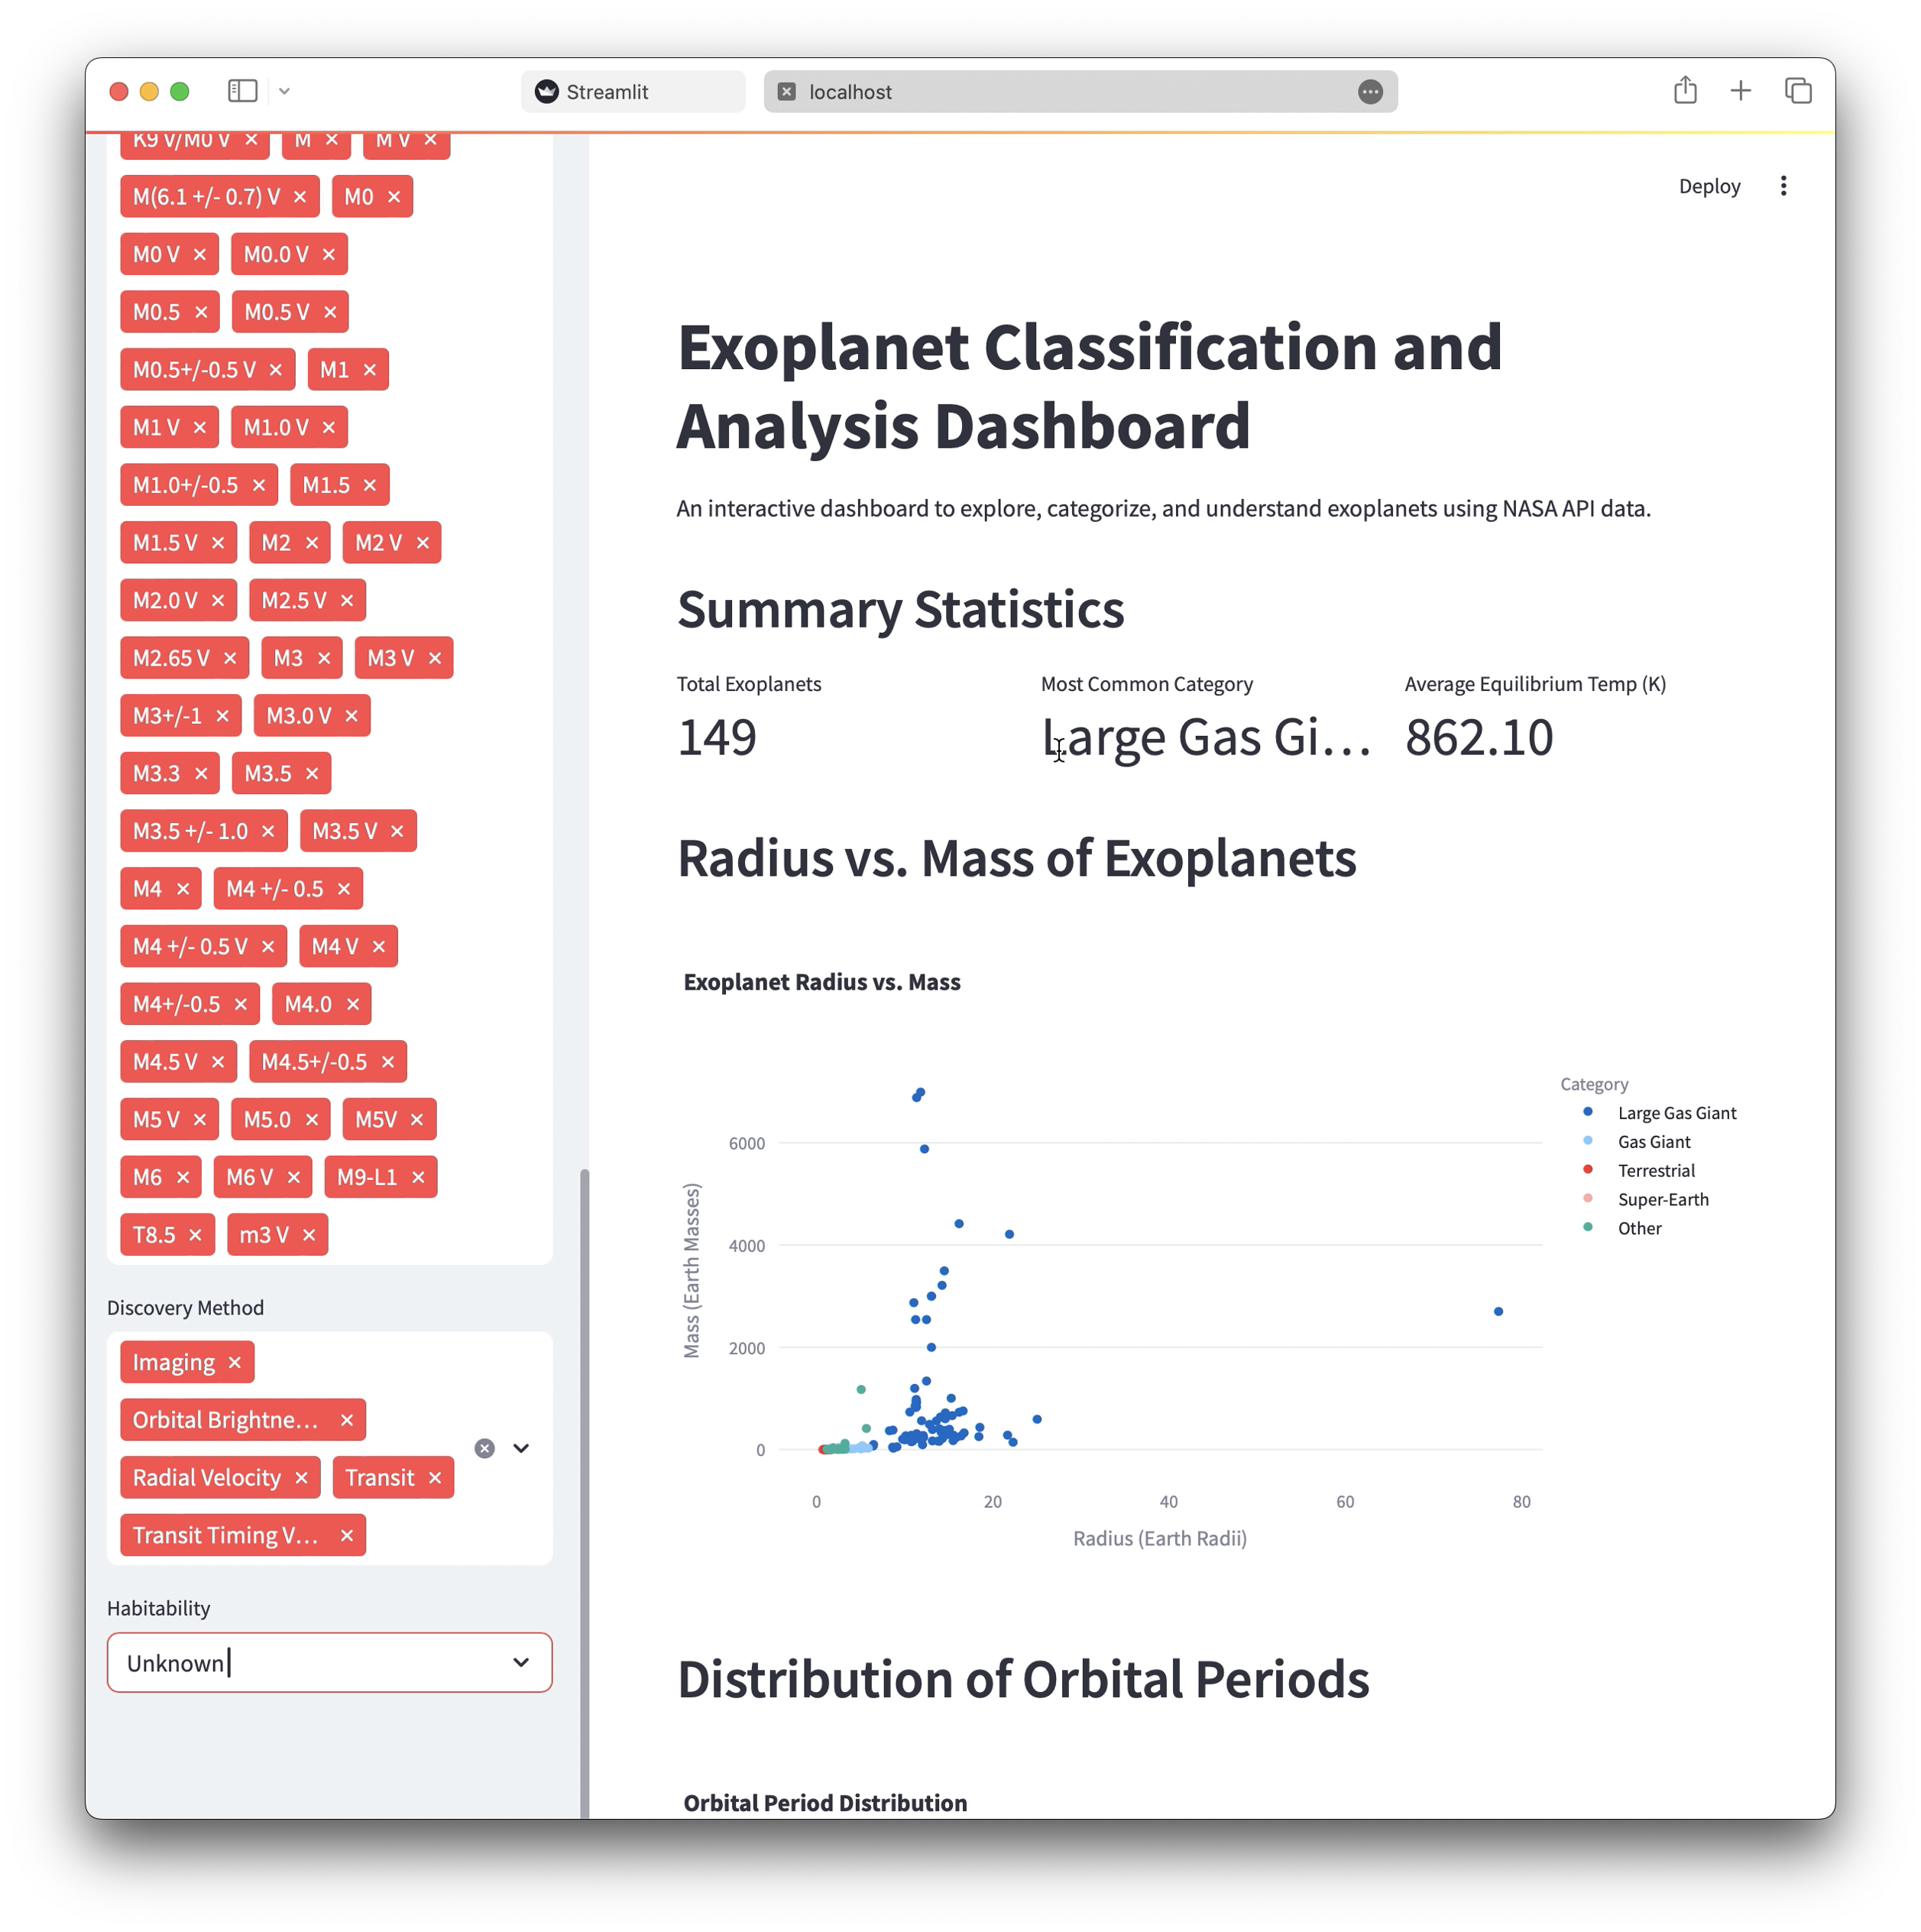 Streamlit
localhost
K9 V/M0 V × M × M V ×
M(6.1 +/- 0.7) V × M0 ×
M0 V × M0.0 V ×
M0.5 × M0.5 V ×
M0.5+/-0.5 V × M1 ×
M1 V × M1.0 V ×
M1.0+/-0.5 × M1.5 ×
M1.5 V × M2 × M2 V ×
M2.0 V × M2.5 V ×
M2.65 V × M3 × M3 V ×
M3+/-1 × M3.0 V ×
M3.3 × M3.5 ×
M3.5 +/- 1.0 × M3.5 V ×
M4 × M4 +/- 0.5 ×
M4 +/- 0.5 V × M4 V ×
M4+/-0.5 × M4.0 ×
M4.5 V × M4.5+/-0.5 ×
M5 V × M5.0 × M5V ×
M6 × M6 V × M9-L1 ×
T8.5 × m3 V ×
Discovery Method
Imaging ×
Orbital Brightne... ×
Radial Velocity × Transit ×
Transit Timing V... ×
Habitability
Unknown
Deploy
Exoplanet Classification and
Analysis Dashboard
An interactive dashboard to explore, categorize, and understand exoplanets using NASA API data.
Summary Statistics
Total Exoplanets
149
Most Common Category
Large Gas Gi...
Average Equilibrium Temp (K)
862.10
Radius vs. Mass of Exoplanets
Exoplanet Radius vs. Mass
Mass (Earth Masses)
6000
4000
2000
0
0 20 40 60 80
Radius (Earth Radii)
Category
Large Gas Giant
Gas Giant
Terrestrial
Super-Earth
Other
Distribution of Orbital Periods
Orbital Period Distribution